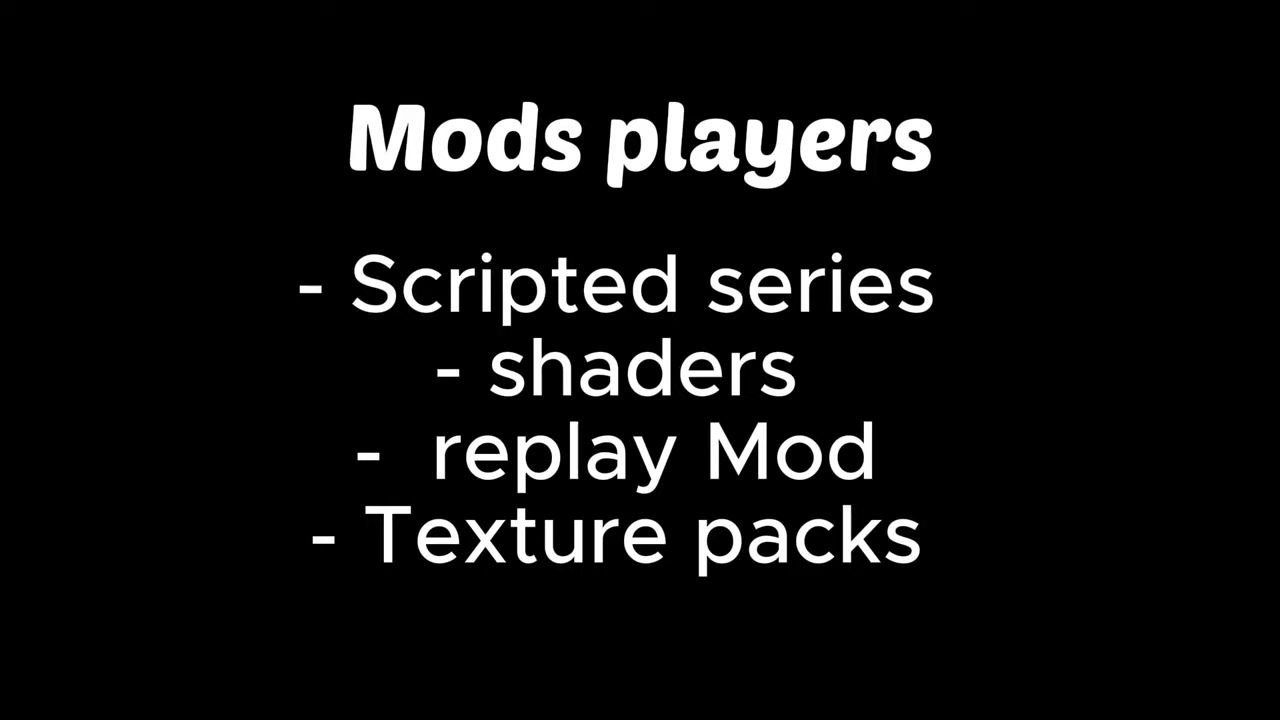 Mods players
- Scripted series
- shaders
- replay Mod
- Texture packs